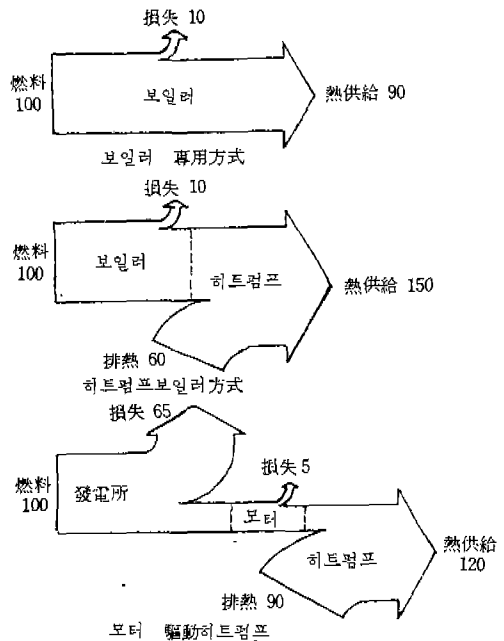 損失 10
燃料
100
보일러
熱供給 90
보일러 專用方式
損失 10
燃料
100
보일러
히트펌프
熱供給 150
排熱 60
히트펌프보일러方式
損失 65
燃料
100
發電所
損失 5
모터
히트펌프
熱供給
120
排熱 90
모터 驅動히트펌프